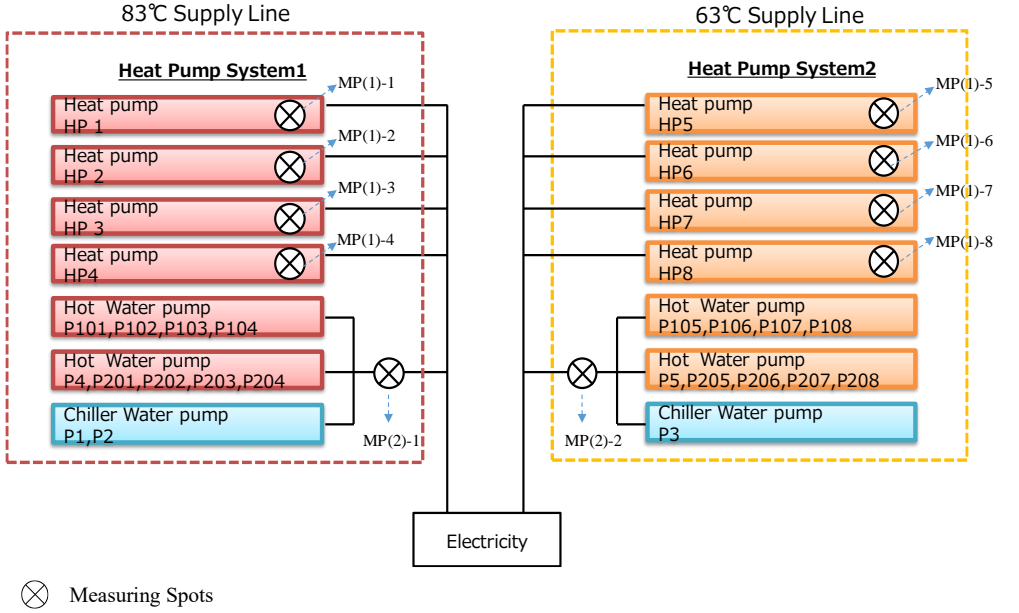 83℃ Supply Line
Heat Pump System1
Heat pump
HP 1
MP(1)-1
Heat pump
HP 2
MP(1)-2
Heat pump
HP 3
MP(1)-3
Heat pump
HP4
MP(1)-4
Hot Water pump
P101,P102,P103,P104
Hot Water pump
P4,P201,P202,P203,P204
Chiller Water pump
P1,P2
MP(2)-1
63℃ Supply Line
Heat Pump System2
Heat pump
HP5
MP(1)-5
Heat pump
HP6
MP(1)-6
Heat pump
HP7
MP(1)-7
Heat pump
HP8
MP(1)-8
Hot Water pump
P105,P106,P107,P108
Hot Water pump
P5,P205,P206,P207,P208
Chiller Water pump
P3
MP(2)-2
Electricity
Measuring Spots